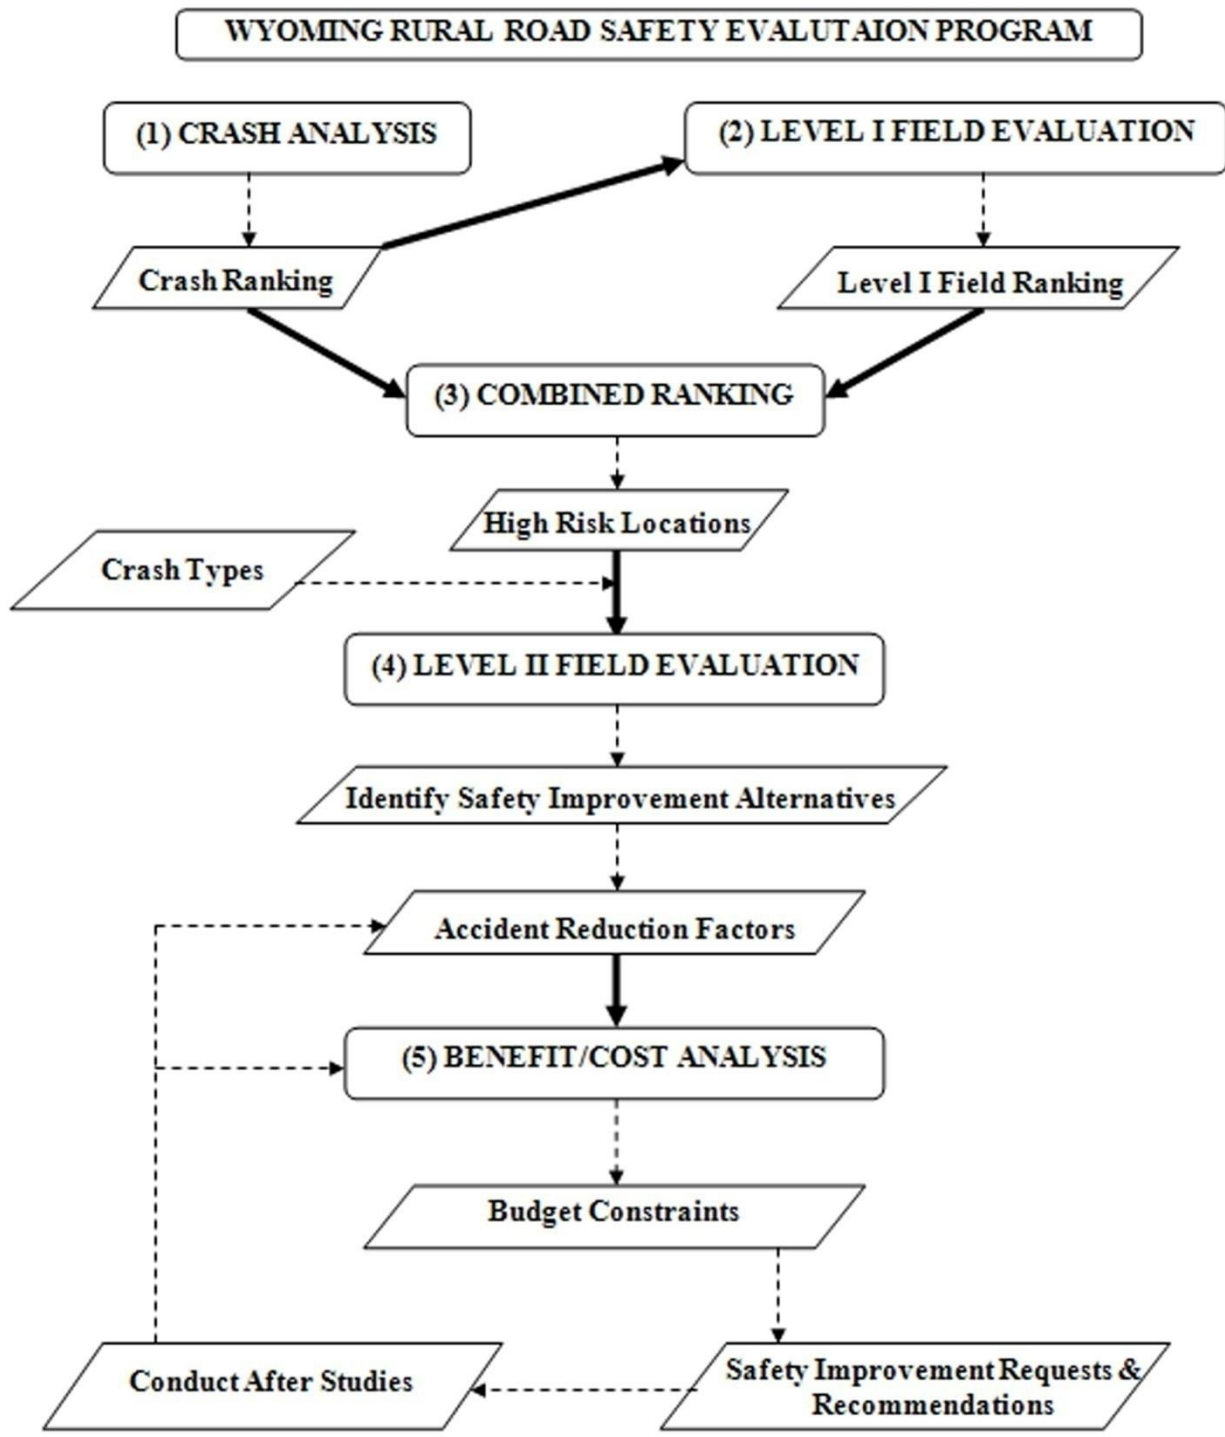 WYOMING RURAL ROAD SAFETY EVALUTAION PROGRAM
(1) CRASH ANALYSIS
(2) LEVEL I FIELD EVALUATION
Crash Ranking
Level I Field Ranking
(3) COMBINED RANKING
High Risk Locations
Crash Types
(4) LEVEL II FIELD EVALUATION
Identify Safety Improvement Alternatives
Accident Reduction Factors
(5) BENEFIT/COST ANALYSIS
Budget Constraints
Conduct After Studies
Safety Improvement Requests &
Recommendations